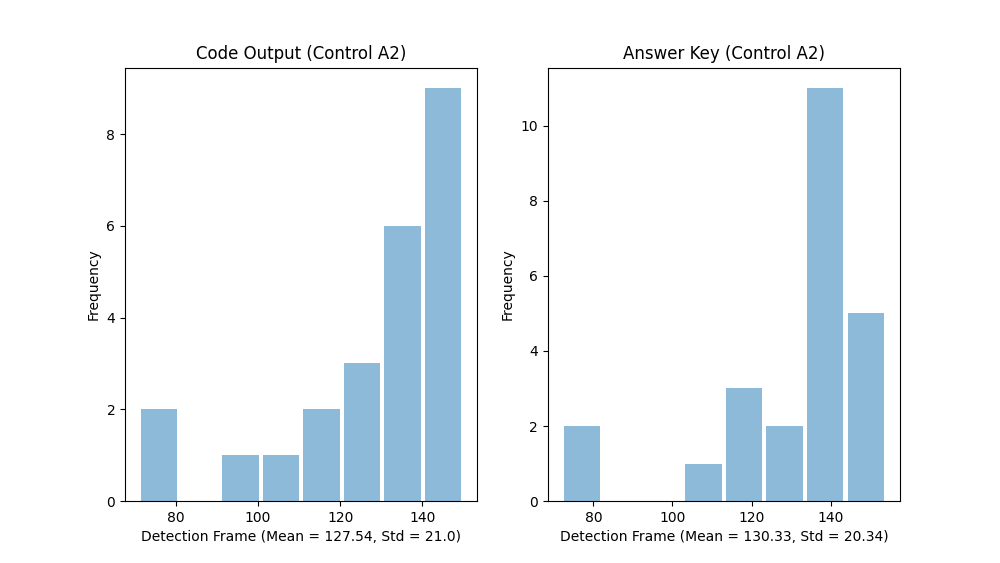 Code Output (Control A2)
Frequency
8
6
4
2
0
80 100 120 140
Detection Frame (Mean = 127.54, Std = 21.0)
Answer Key (Control A2)
Frequency
10
8
6
4
2
0
80 100 120 140
Detection Frame (Mean = 130.33, Std = 20.34)